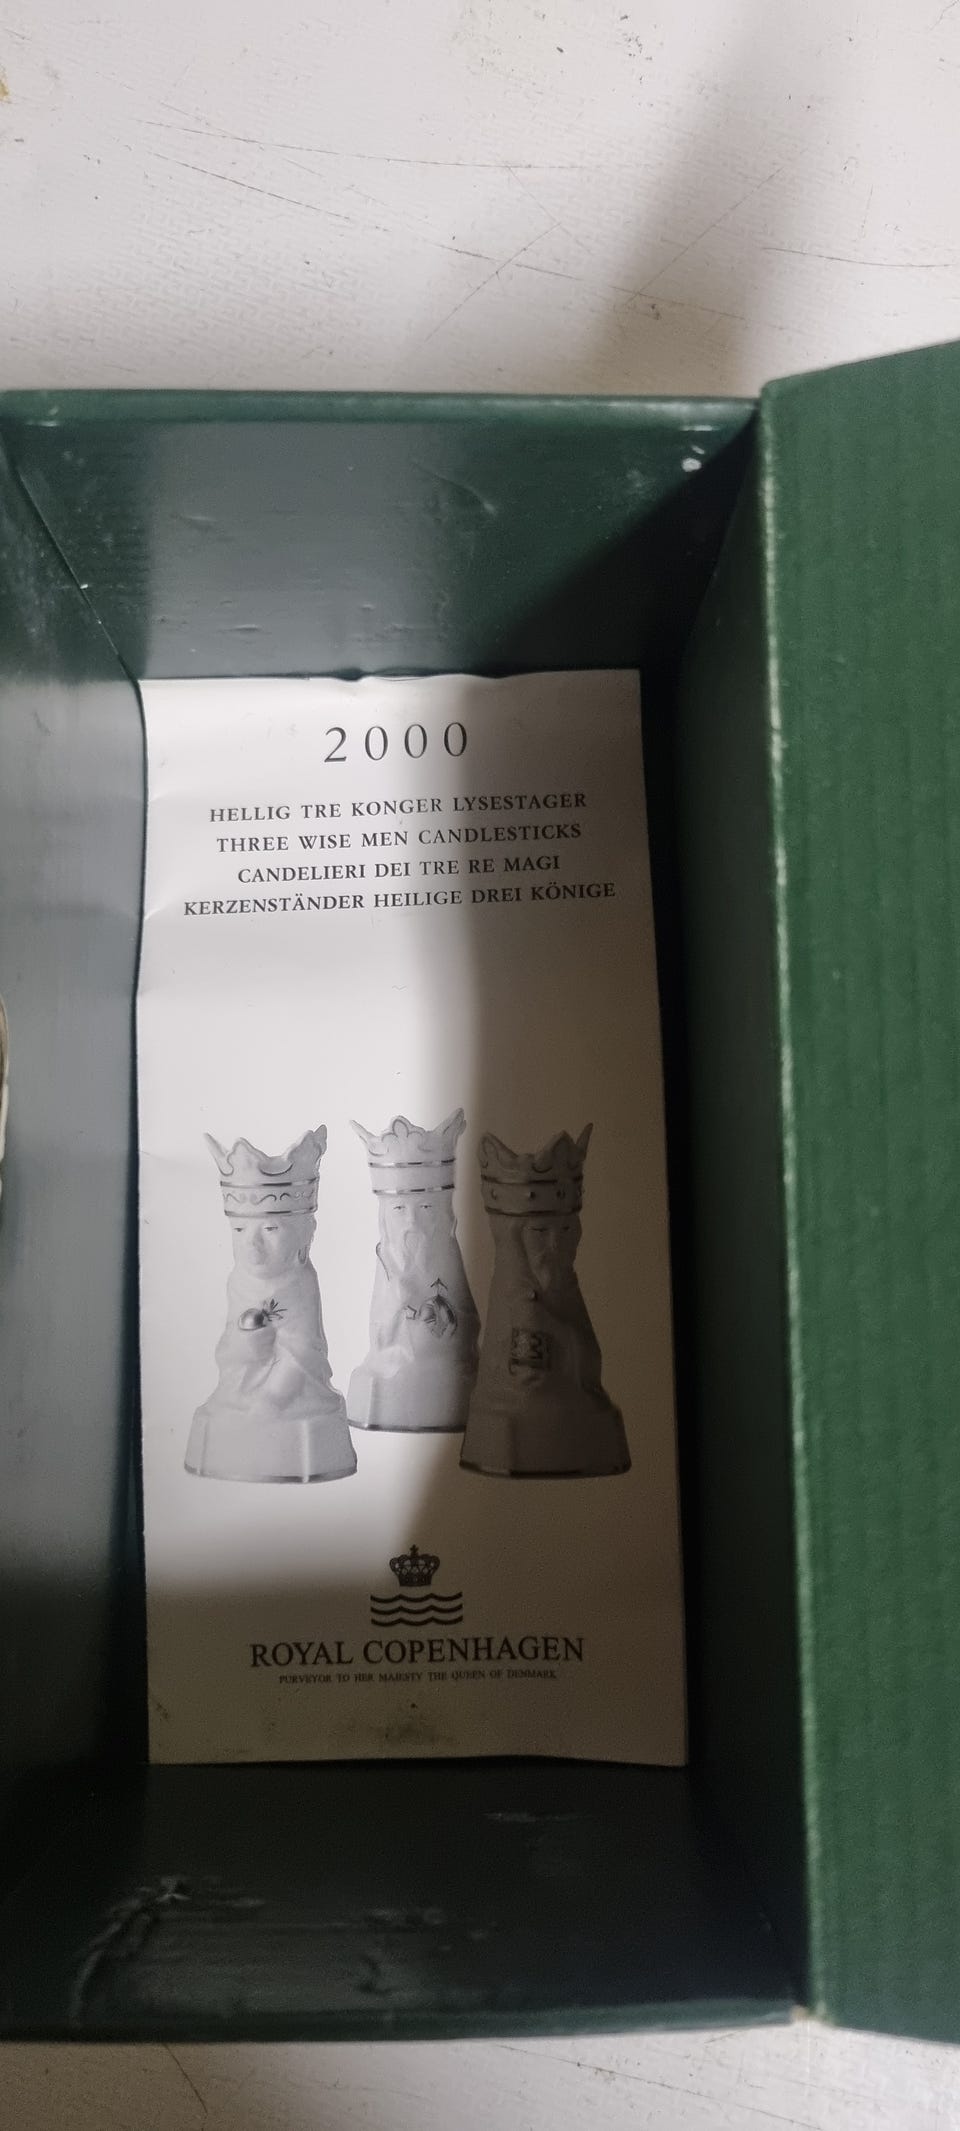 2000
HELLIG TRE KONGER LYSESTAGER
THREE WISE MEN CANDLESTICKS
CANDELIERI DEI TRE RE MAGI
KERZENSTÄNDER HEILIGE DREI KÖNIGE
ROYAL COPENHAGEN
PURVEYOR TO HER MAJESTY THE QUEEN OF DENMARK